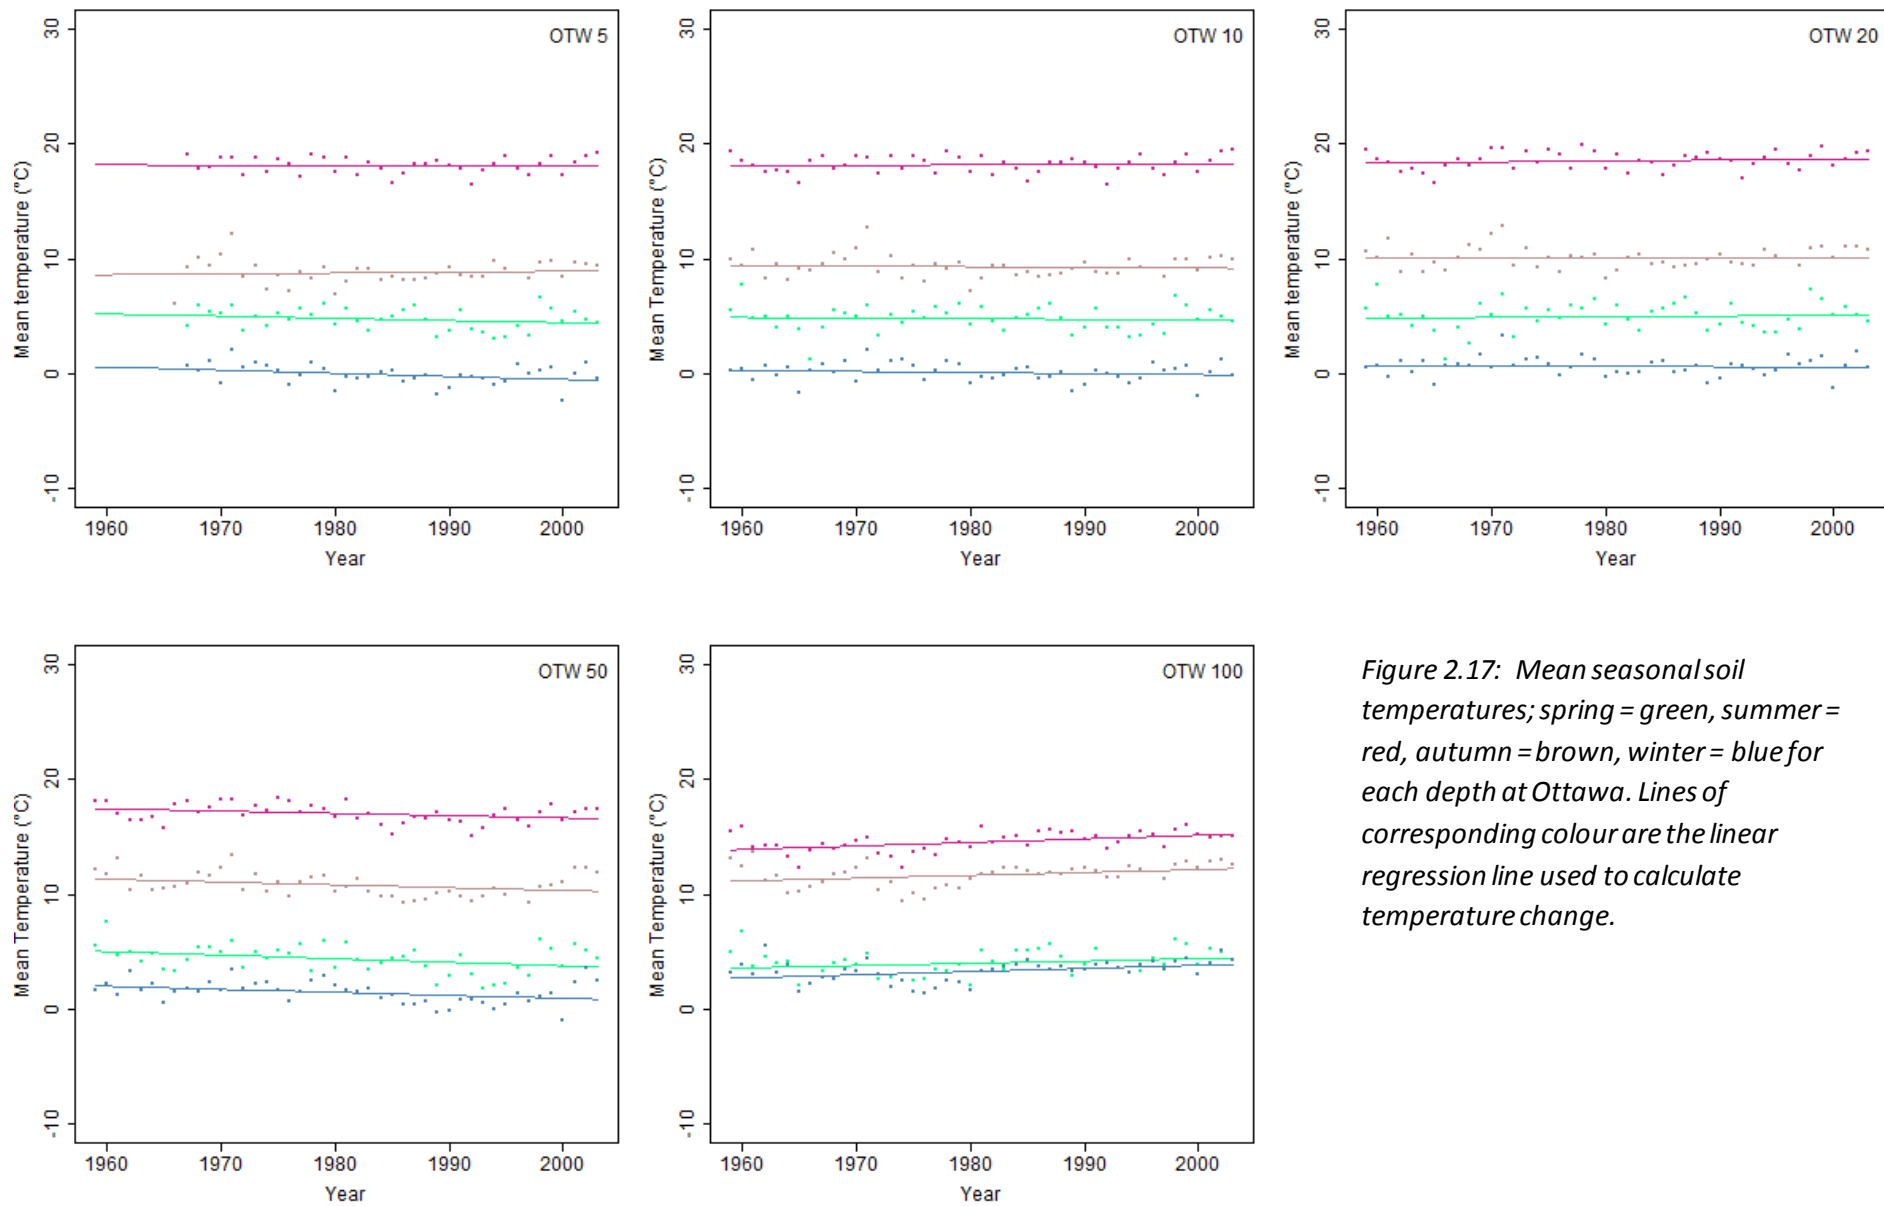 OTW 5
30
20
10
0
-10
Mean temperature (°C)
1960 1970 1980 1990 2000
Year
OTW 10
30
20
10
0
-10
Mean Temperature (°C)
1960 1970 1980 1990 2000
Year
OTW 20
30
20
10
0
-10
Mean temperature (°C)
1960 1970 1980 1990 2000
Year
OTW 50
30
20
10
0
-10
Mean Temperature (°C)
1960 1970 1980 1990 2000
Year
OTW 100
30
20
10
0
-10
Mean Temperature (°C)
1960 1970 1980 1990 2000
Year
Figure 2.17: Mean seasonal soil
temperatures; spring = green, summer =
red, autumn = brown, winter = blue for
each depth at Ottawa. Lines of
corresponding colour are the linear
regression line used to calculate
temperature change.